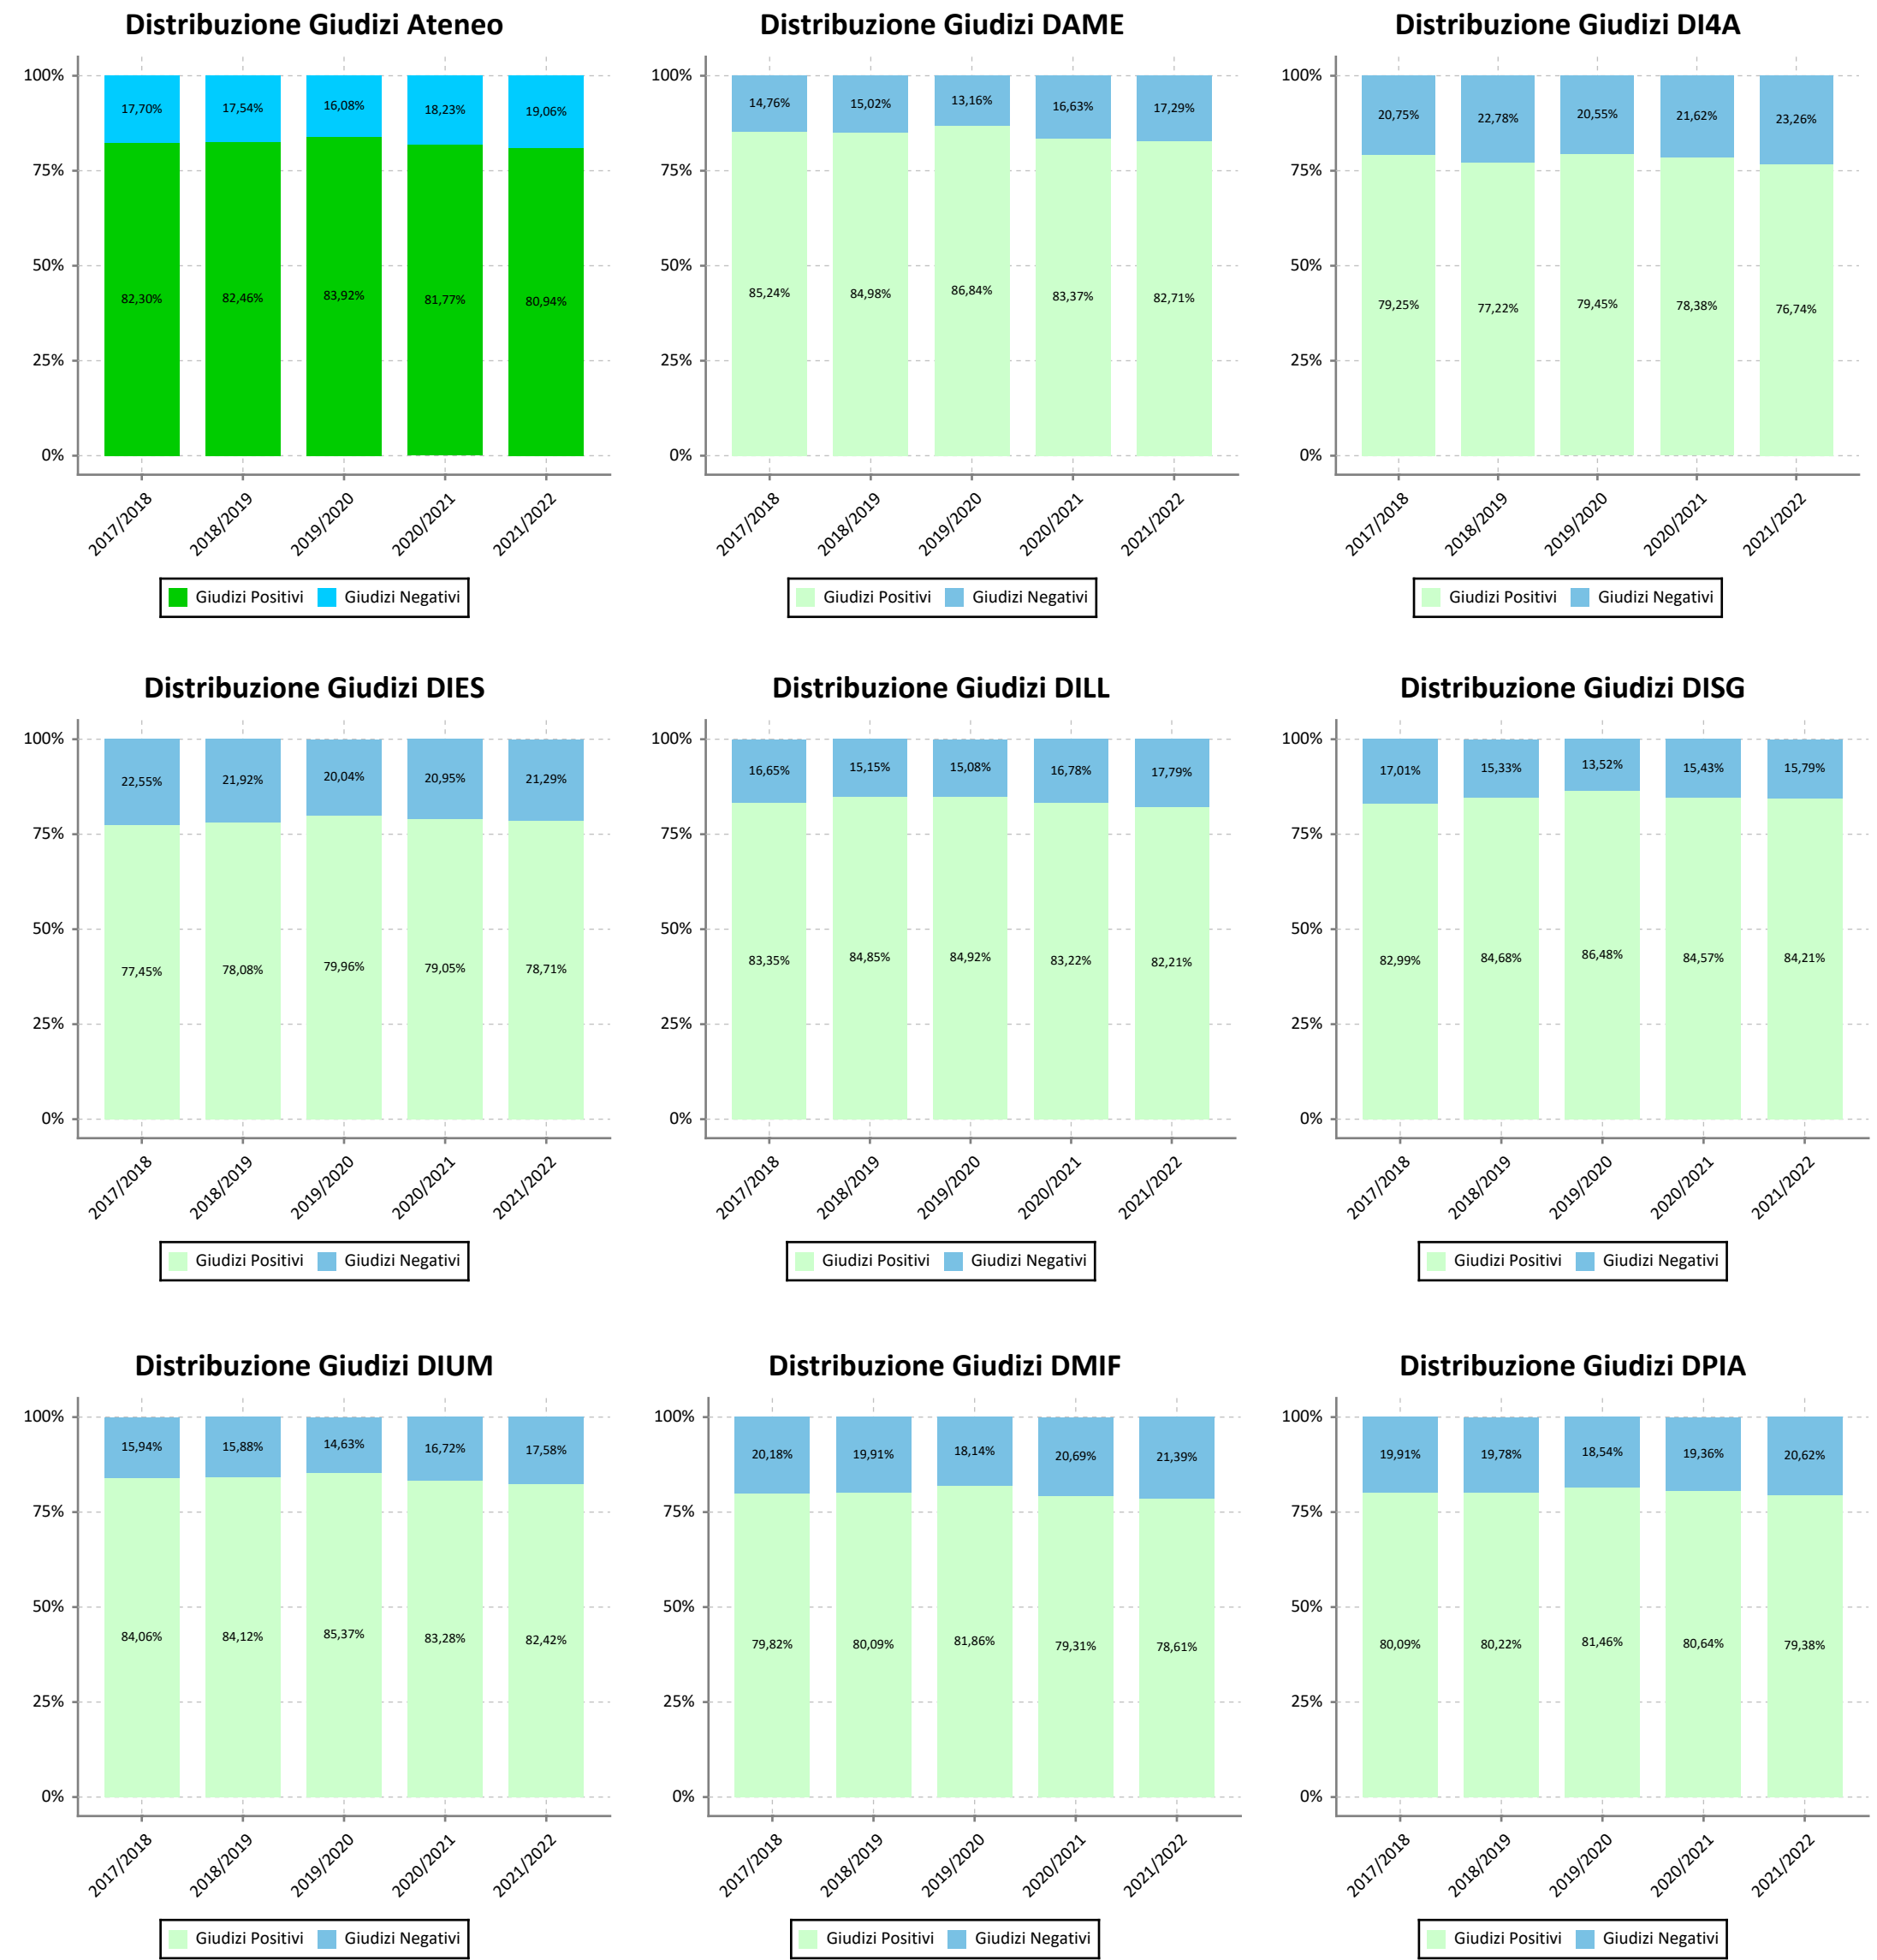 Distribuzione Giudizi Ateneo
100%
75%
50%
25%
0%
17,70% 17,54% 16,08% 18,23% 19,06%
82,30% 82,46% 83,92% 81,77% 80,94%
2017/2018 2018/2019 2019/2020 2020/2021 2021/2022
Giudizi Positivi Giudizi Negativi
Distribuzione Giudizi DAME
100%
75%
50%
25%
0%
14,76% 15,02% 13,16% 16,63% 17,29%
85,24% 84,98% 86,84% 83,37% 82,71%
2017/2018 2018/2019 2019/2020 2020/2021 2021/2022
Giudizi Positivi Giudizi Negativi
Distribuzione Giudizi DI4A
100%
75%
50%
25%
0%
20,75% 22,78% 20,55% 21,62% 23,26%
79,25% 77,22% 79,45% 78,38% 76,74%
2017/2018 2018/2019 2019/2020 2020/2021 2021/2022
Giudizi Positivi Giudizi Negativi
Distribuzione Giudizi DIES
100%
75%
50%
25%
0%
22,55% 21,92% 20,04% 20,95% 21,29%
77,45% 78,08% 79,96% 79,05% 78,71%
2017/2018 2018/2019 2019/2020 2020/2021 2021/2022
Giudizi Positivi Giudizi Negativi
Distribuzione Giudizi DILL
100%
75%
50%
25%
0%
16,65% 15,15% 15,08% 16,78% 17,79%
83,35% 84,85% 84,92% 83,22% 82,21%
2017/2018 2018/2019 2019/2020 2020/2021 2021/2022
Giudizi Positivi Giudizi Negativi
Distribuzione Giudizi DISG
100%
75%
50%
25%
0%
17,01% 15,33% 13,52% 15,43% 15,79%
82,99% 84,68% 86,48% 84,57% 84,21%
2017/2018 2018/2019 2019/2020 2020/2021 2021/2022
Giudizi Positivi Giudizi Negativi
Distribuzione Giudizi DIUM
100%
75%
50%
25%
0%
15,94% 15,88% 14,63% 16,72% 17,58%
84,06% 84,12% 85,37% 83,28% 82,42%
2017/2018 2018/2019 2019/2020 2020/2021 2021/2022
Giudizi Positivi Giudizi Negativi
Distribuzione Giudizi DMIF
100%
75%
50%
25%
0%
20,18% 19,91% 18,14% 20,69% 21,39%
79,82% 80,09% 81,86% 79,31% 78,61%
2017/2018 2018/2019 2019/2020 2020/2021 2021/2022
Giudizi Positivi Giudizi Negativi
Distribuzione Giudizi DPIA
100%
75%
50%
25%
0%
19,91% 19,78% 18,54% 19,36% 20,62%
80,09% 80,22% 81,46% 80,64% 79,38%
2017/2018 2018/2019 2019/2020 2020/2021 2021/2022
Giudizi Positivi Giudizi Negativi